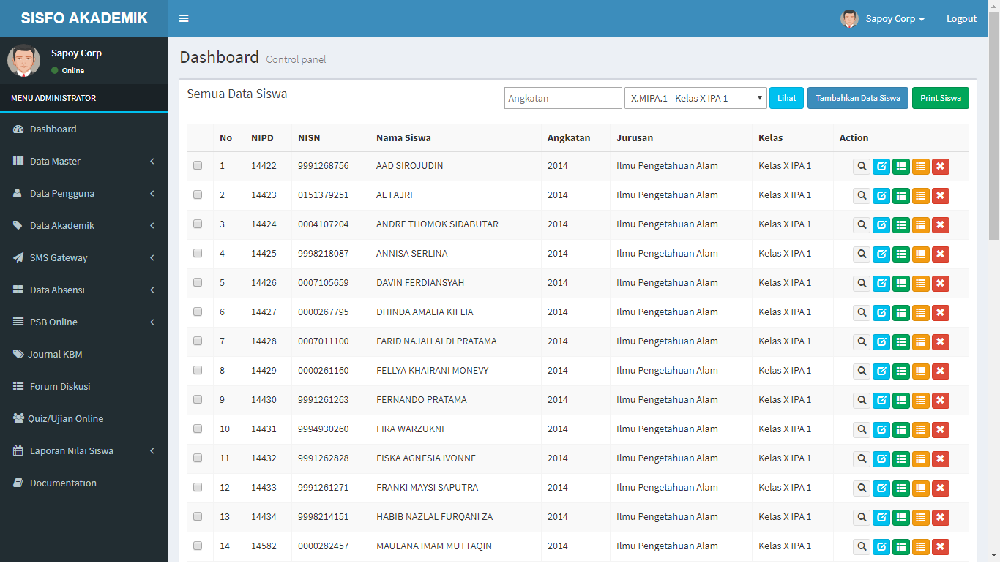 SISFO AKADEMIK
Sapoy Corp
Logout
Sapoy Corp
Online
MENU ADMINISTRATOR
Dashboard
Data Master
Data Pengguna
Data Akademik
SMS Gateway
Data Absensi
PSB Online
Journal KBM
Forum Diskusi
Quiz/Ujian Online
Laporan Nilai Siswa
Documentation
Dashboard Control panel
Semua Data Siswa
Angkatan
X.MIPA.1 - Kelas X IPA 1
Lihat
Tambahkan Data Siswa
Print Siswa
No NIPD NISN Nama Siswa Angkatan Jurusan Kelas Action
1 14422 9991268756 AAD SIROJUDIN 2014 Ilmu Pengetahuan Alam Kelas X IPA 1
2 14423 0151379251 AL FAJRI 2014 Ilmu Pengetahuan Alam Kelas X IPA 1
3 14424 0004107204 ANDRE THOMOK SIDABUTAR 2014 Ilmu Pengetahuan Alam Kelas X IPA 1
4 14425 9998218087 ANNISA SERLINA 2014 Ilmu Pengetahuan Alam Kelas X IPA 1
5 14426 0007105659 DAVIN FERDIANSYAH 2014 Ilmu Pengetahuan Alam Kelas X IPA 1
6 14427 0000267795 DHINDA AMALIA KIFLIA 2014 Ilmu Pengetahuan Alam Kelas X IPA 1
7 14428 0007011100 FARID NAJAH ALDI PRATAMA 2014 Ilmu Pengetahuan Alam Kelas X IPA 1
8 14429 0000261160 FELLYA KHAIRANI MONEVY 2014 Ilmu Pengetahuan Alam Kelas X IPA 1
9 14430 9991261263 FERNANDO PRATAMA 2014 Ilmu Pengetahuan Alam Kelas X IPA 1
10 14431 9994930260 FIRA WARZUKNI 2014 Ilmu Pengetahuan Alam Kelas X IPA 1
11 14432 9991262828 FISKA AGNESIA IVONNE 2014 Ilmu Pengetahuan Alam Kelas X IPA 1
12 14433 9991261271 FRANKI MAYSI SAPUTRA 2014 Ilmu Pengetahuan Alam Kelas X IPA 1
13 14434 9998214151 HABIB NAZLAL FURQANI ZA 2014 Ilmu Pengetahuan Alam Kelas X IPA 1
14 14582 0000282457 MAULANA IMAM MUTTAQIN 2014 Ilmu Pengetahuan Alam Kelas X IPA 1